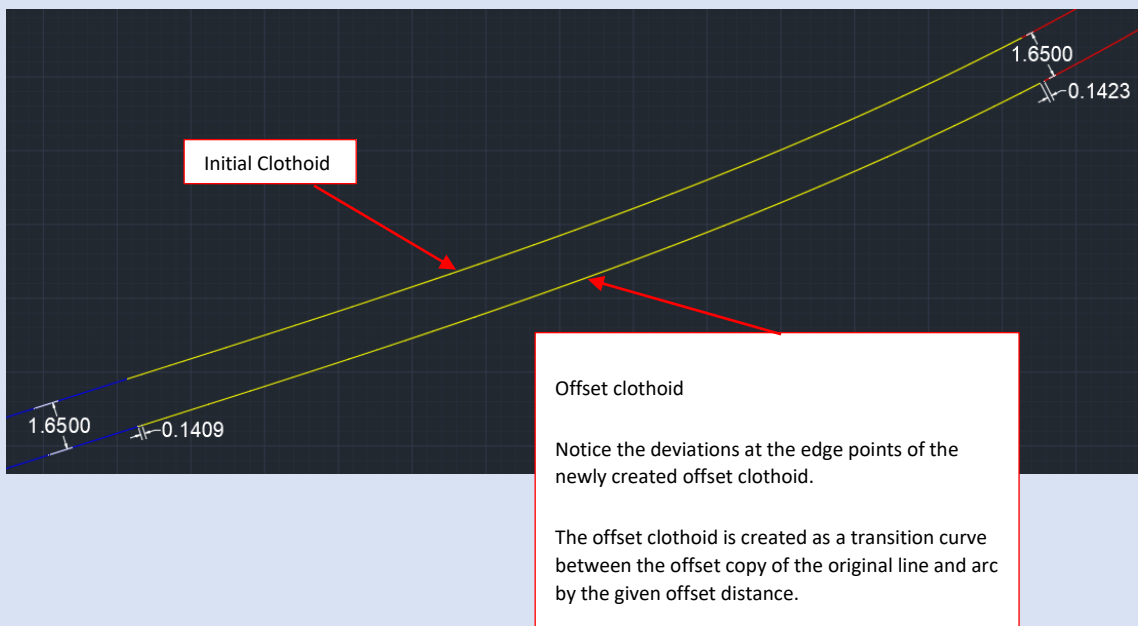 1.6500
0.1423
Initial Clothoid
1.6500
0.1409
Offset clothoid
Notice the deviations at the edge points of the
newly created offset clothoid.
The offset clothoid is created as a transition curve
between the offset copy of the original line and arc
by the given offset distance.